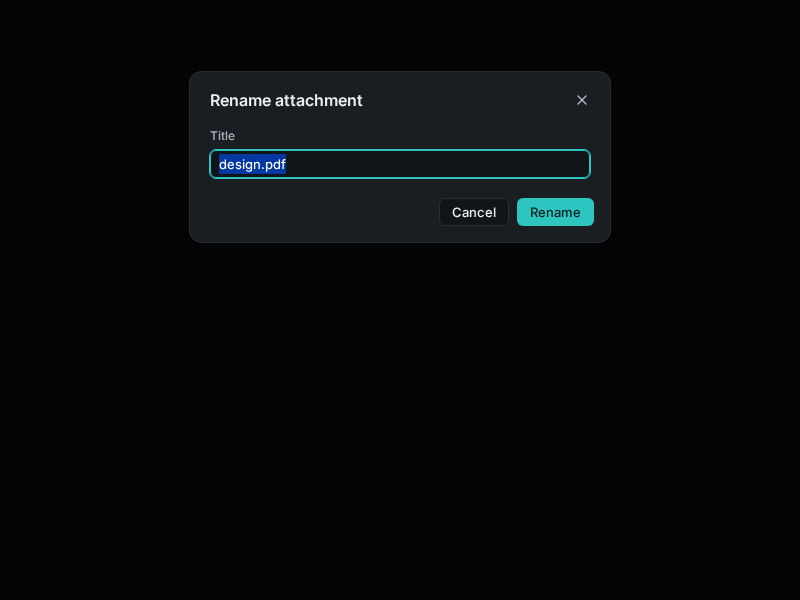 Rename attachment
Title
design.pdf
Cancel
Rename